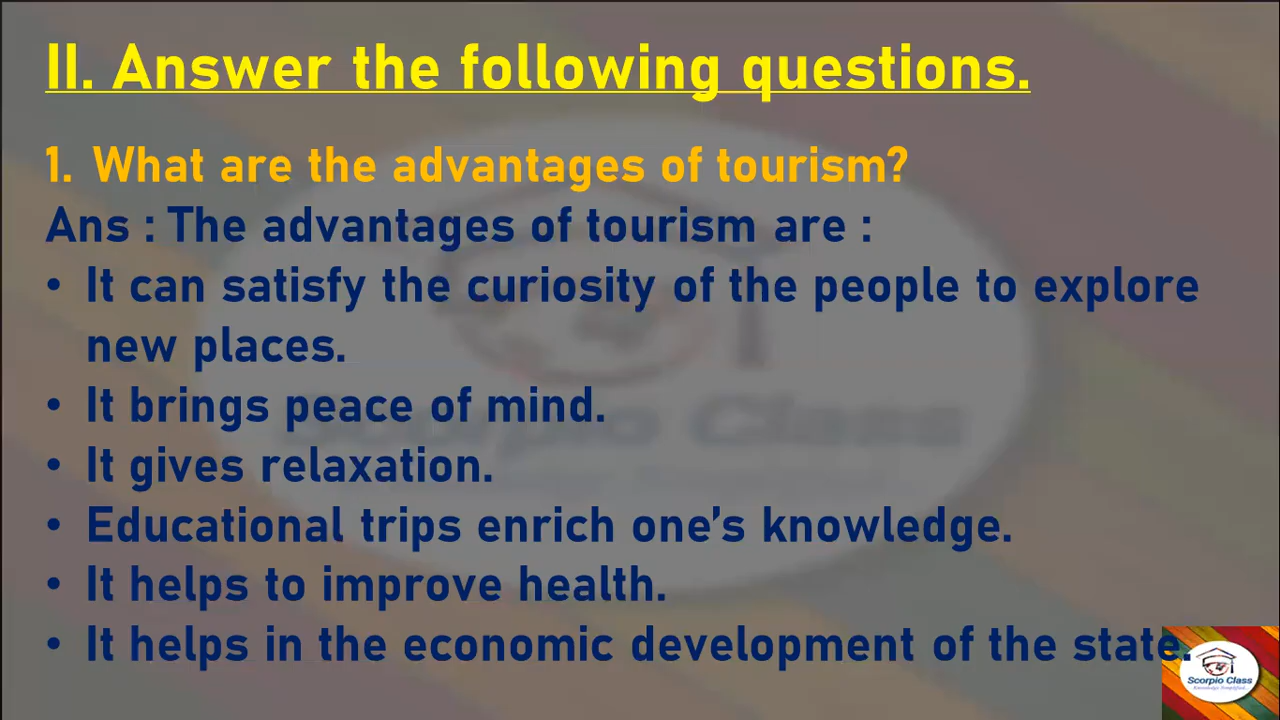 II. Answer the following questions.
1. What are the advantages of tourism?
Ans : The advantages of tourism are :
• It can satisfy the curiosity of the people to explore
new places.
• It brings peace of mind.
• It gives relaxation.
• Educational trips enrich one's knowledge.
• It helps to improve health.
• It helps in the economic development of the state.
Scorpio Class
Knowledge Simplified...